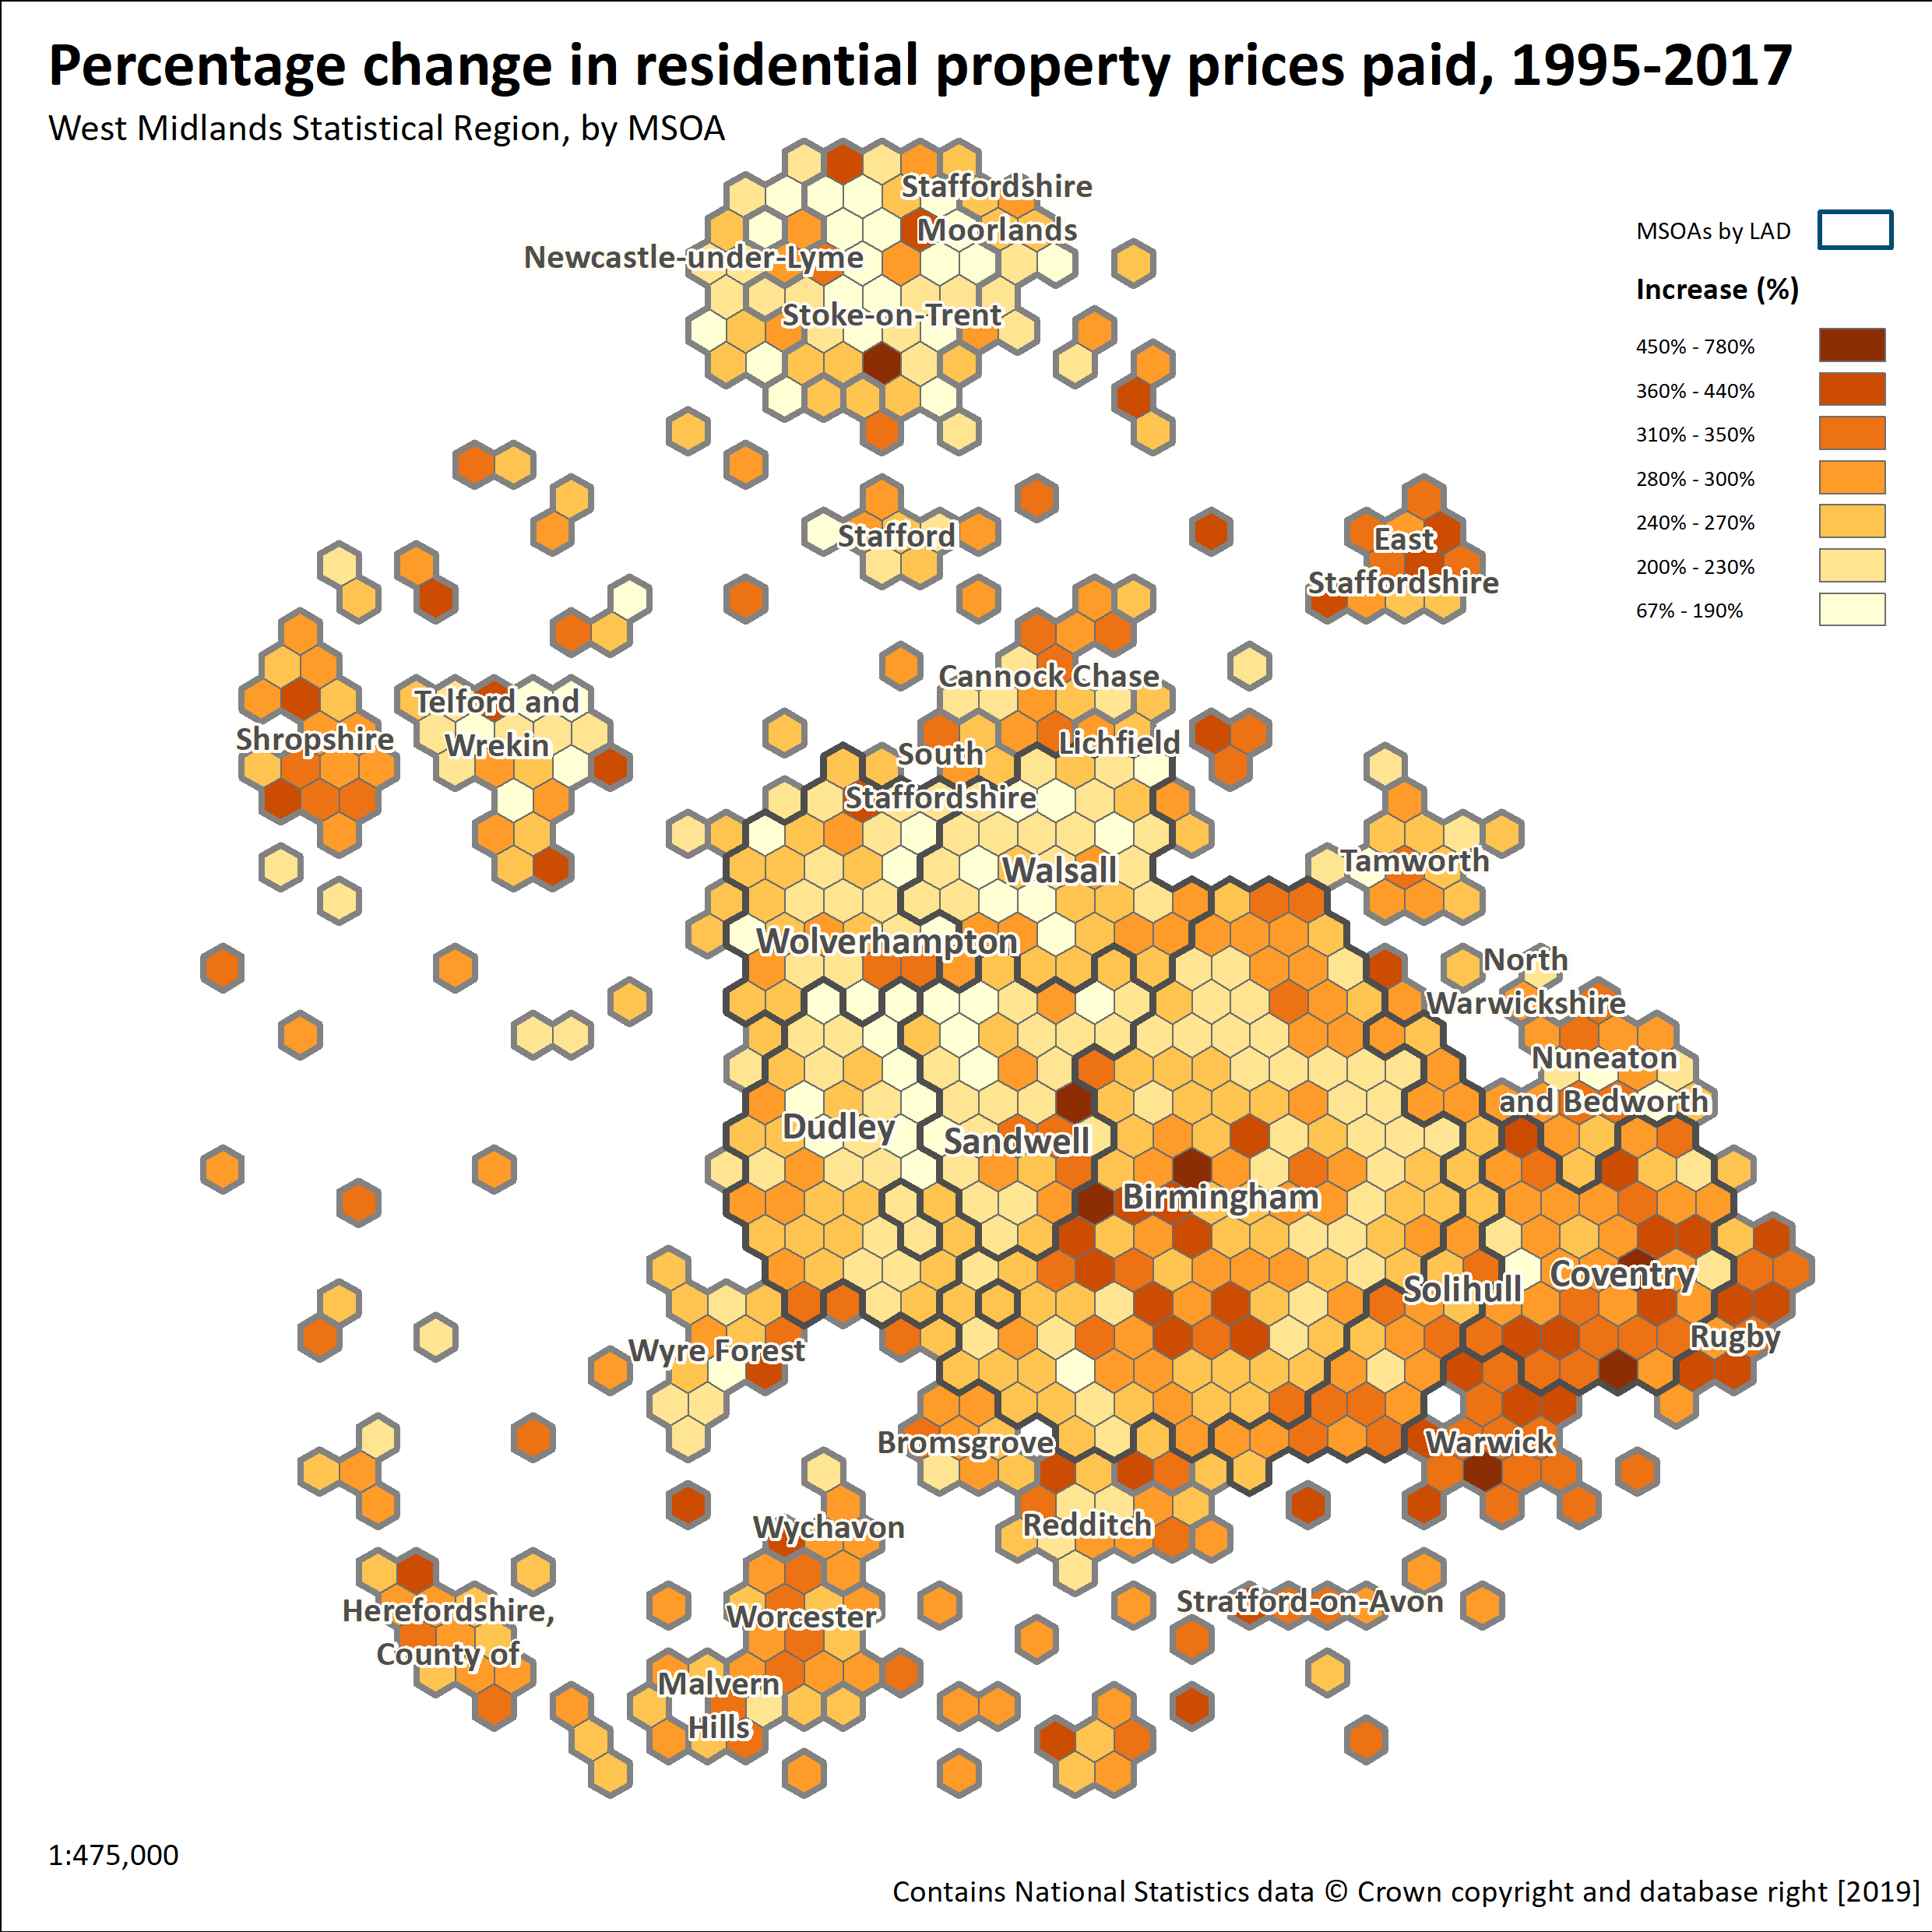 Percentage change in residential property prices paid, 1995-2017
West Midlands Statistical Region, by MSOA
MSOAs by LAD
Increase (%)
450% - 780%
360% - 440%
310% - 350%
280% - 300%
240% - 270%
200% - 230%
67% - 190%
Staffordshire
Moorlands
Newcastle-under-Lyme
Stoke-on-Trent
Stafford
East
Staffordshire
Cannock Chase
Telford and
Wrekin
Shropshire
Lichfield
South
Staffordshire
Walsall
Tamworth
Wolverhampton
North
Warwickshire
Nuneaton
and Bedworth
Dudley
Sandwell
Birmingham
Solihull
Coventry
Rugby
Wyre Forest
Bromsgrove
Warwick
Wychavon
Redditch
Stratford-on-Avon
Herefordshire,
County of
Worcester
Malvern
Hills
1:475,000
Contains National Statistics data © Crown copyright and database right [2019]